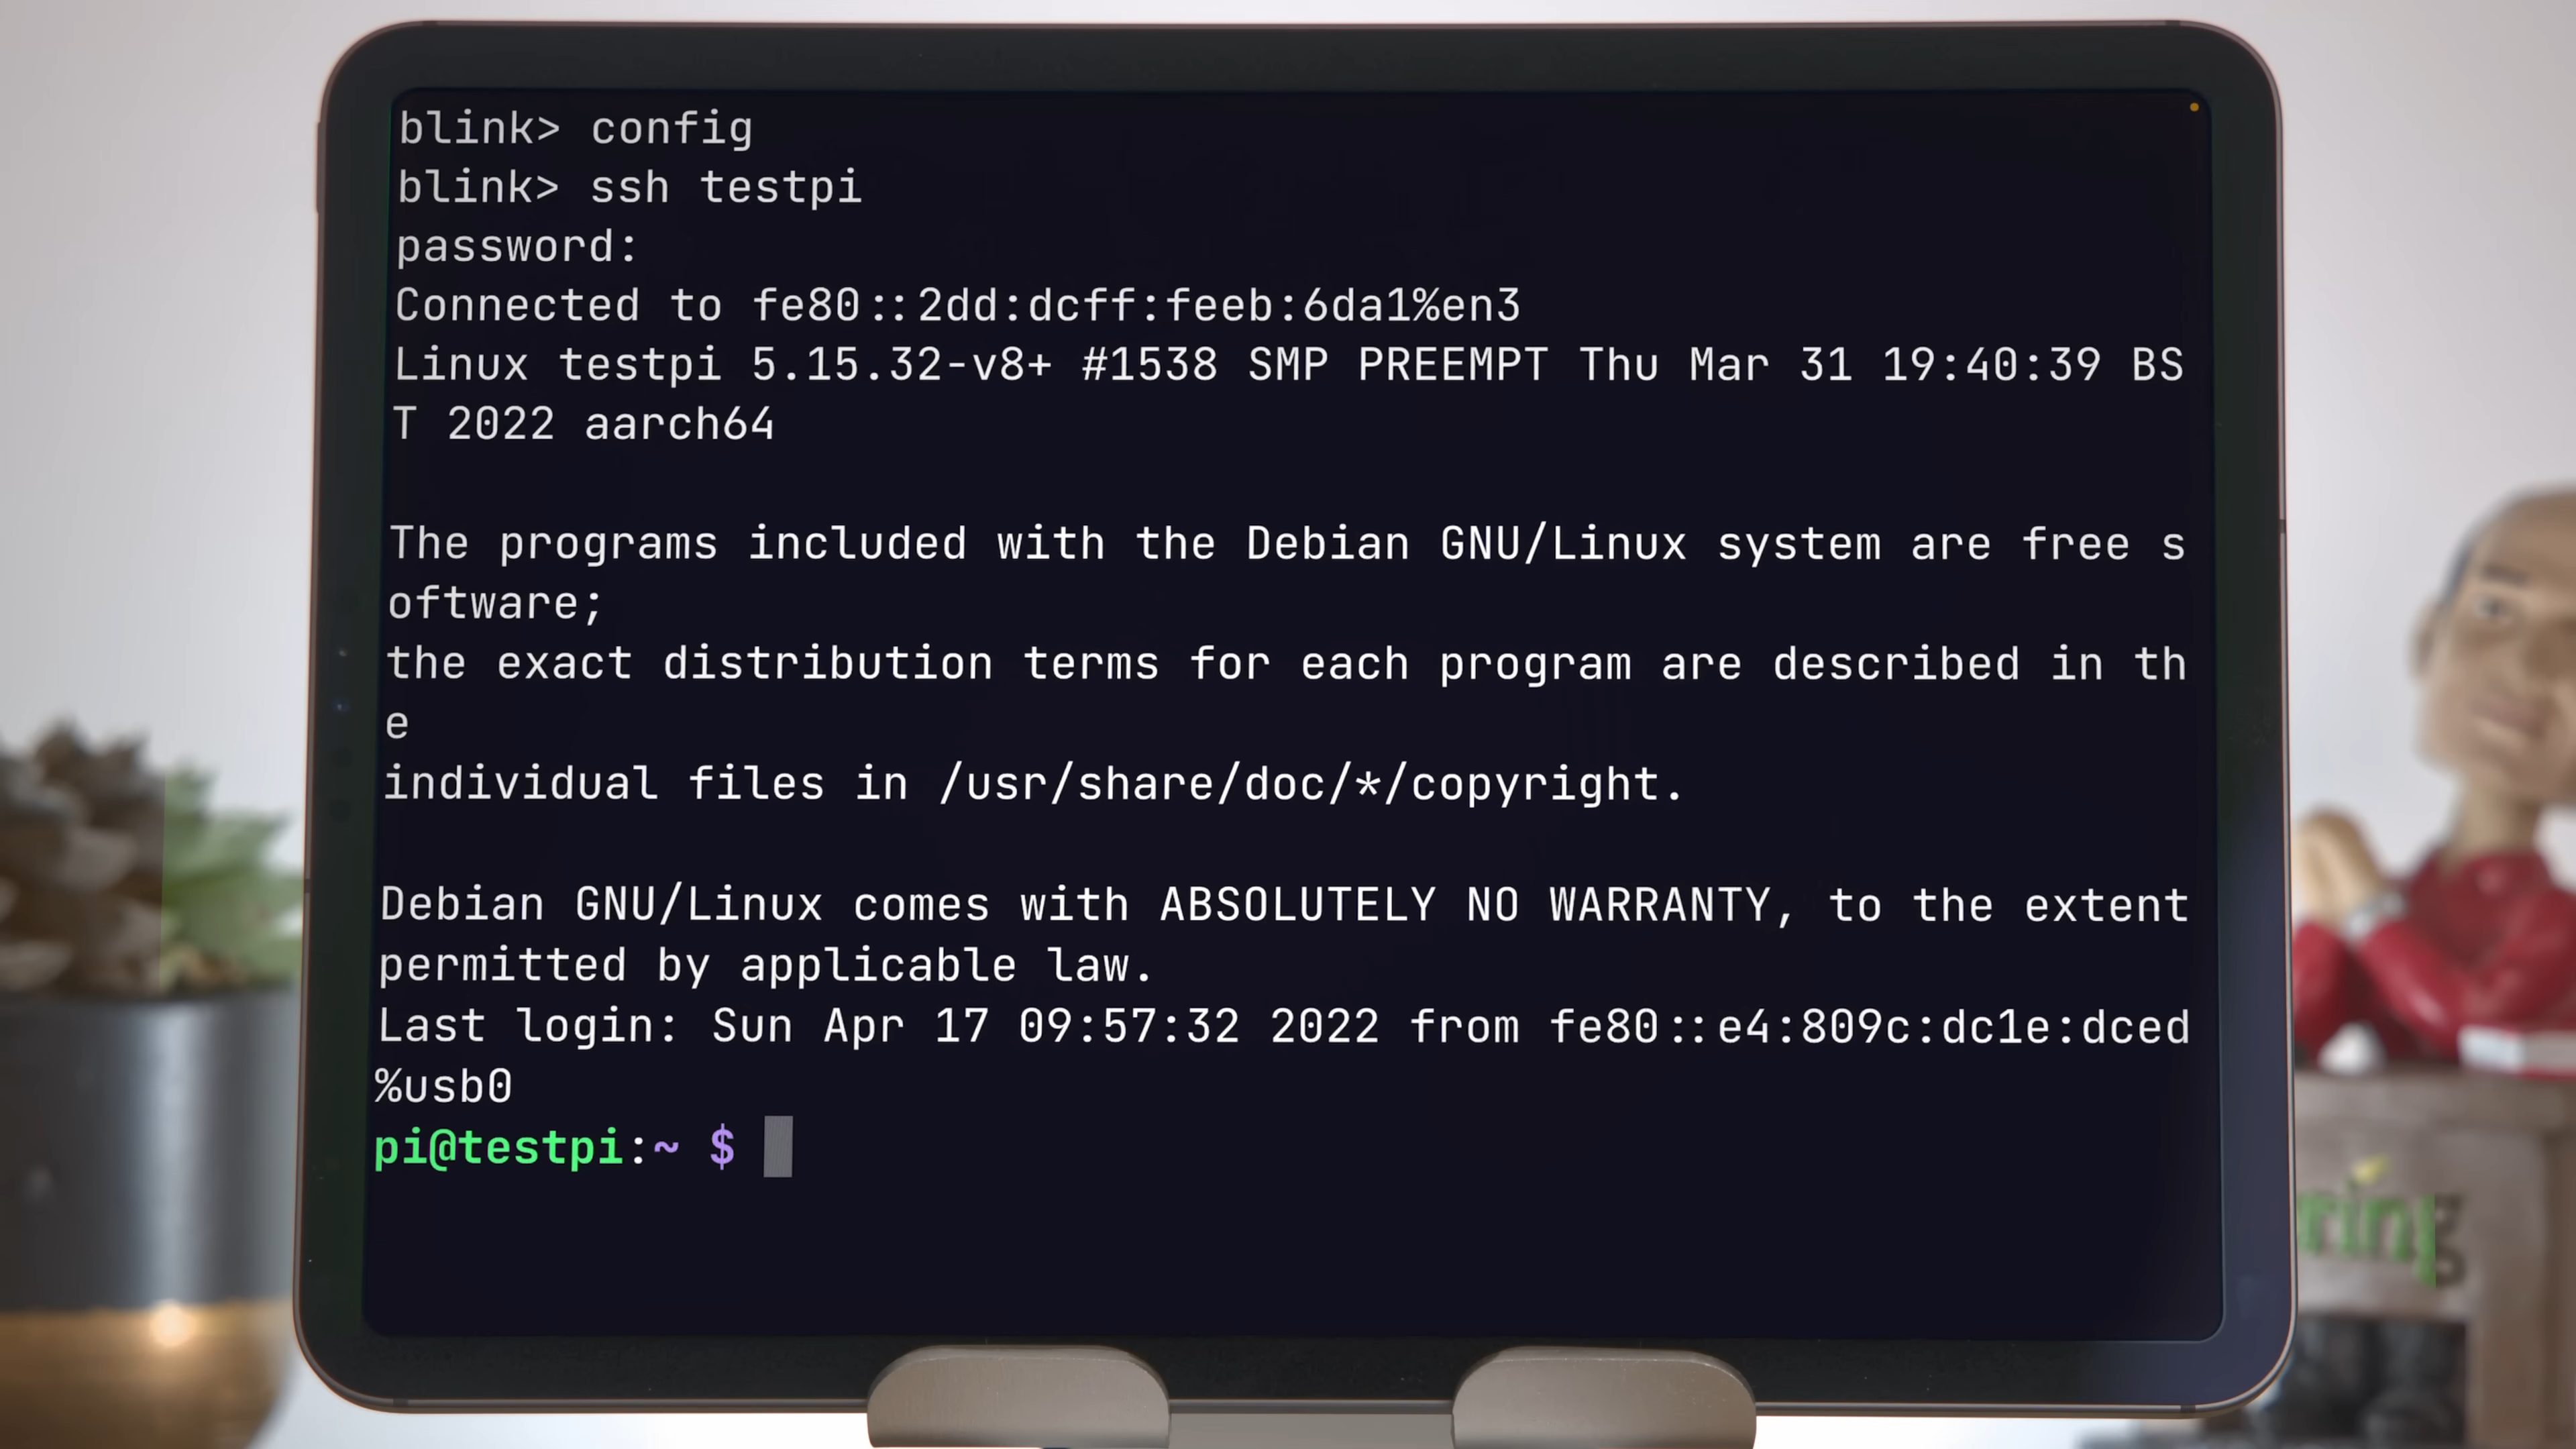 blink> config
blink> ssh testpi
password:
Connected to fe80::2dd:dcff:feeb:6da1%en3
Linux testpi 5.15.32-v8+ #1538 SMP PREEMPT Thu Mar 31 19:40:39 BS
T 2022 aarch64
The programs included with the Debian GNU/Linux system are free s
oftware;
the exact distribution terms for each program are described in th
e
individual files in /usr/share/doc/*/copyright.
Debian GNU/Linux comes with ABSOLUTELY NO WARRANTY, to the extent
permitted by applicable law.
Last login: Sun Apr 17 09:57:32 2022 from fe80::e4:809c:dc1e:dced
%usb0
pi@testpi:~ $
ring